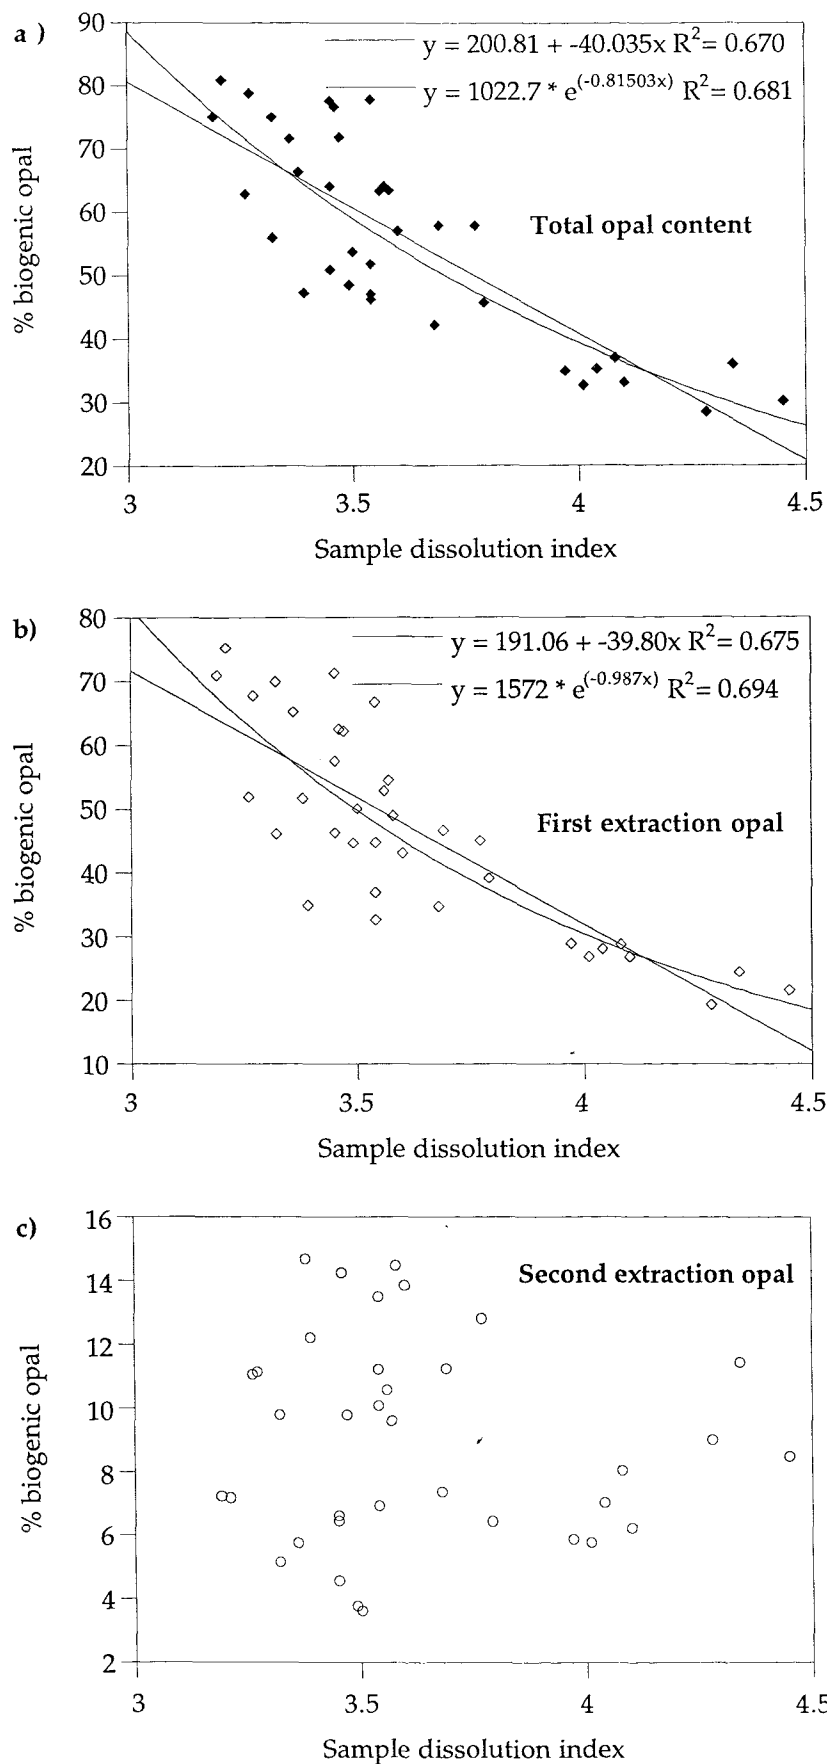 a )
90
80
70
60
50
40
30
20
y = 200.81 + -40.035x R²= 0.670
y = 1022.7 * e^(-0.81503x) R²= 0.681
Total opal content
% biogenic opal
3 3.5 4 4.5
Sample dissolution index
b)
80
70
60
50
40
30
20
10
y = 191.06 + -39.80x R²= 0.675
y = 1572 * e^(-0.987x) R²= 0.694
First extraction opal
% biogenic opal
3 3.5 4 4.5
Sample dissolution index
c)
16
14
12
10
8
6
4
2
Second extraction opal
% biogenic opal
3 3.5 4 4.5
Sample dissolution index